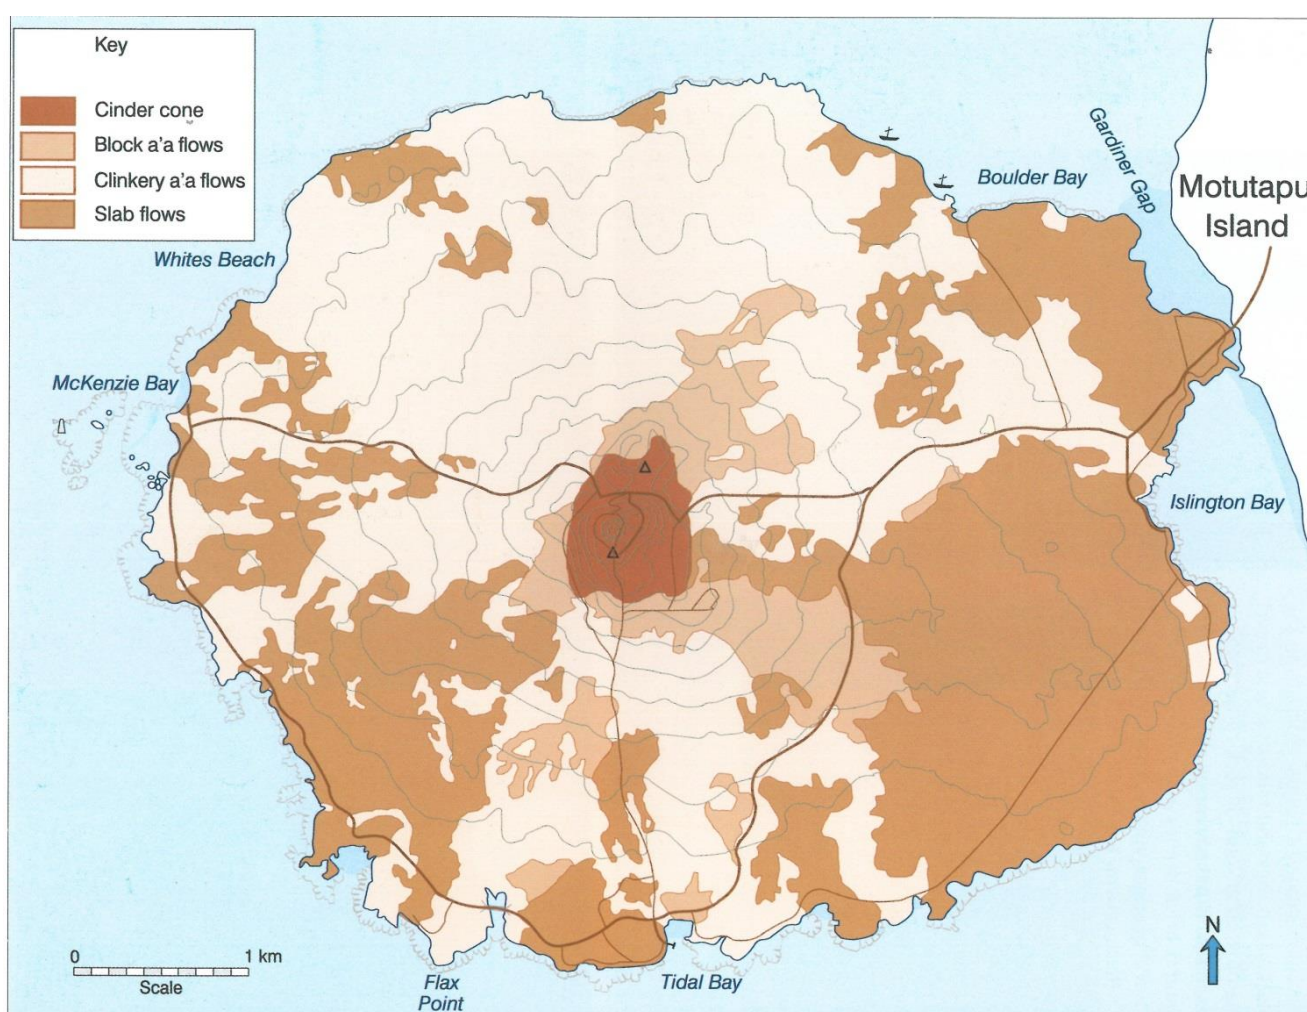 Key
Cinder cone
Block a'a flows
Clinkery a'a flows
Slab flows
Gardiner Gap
Boulder Bay
Motutapu
Island
Whites Beach
McKenzie Bay
Islington Bay
N
0 1 km
Scale
Flax
Point
Tidal Bay